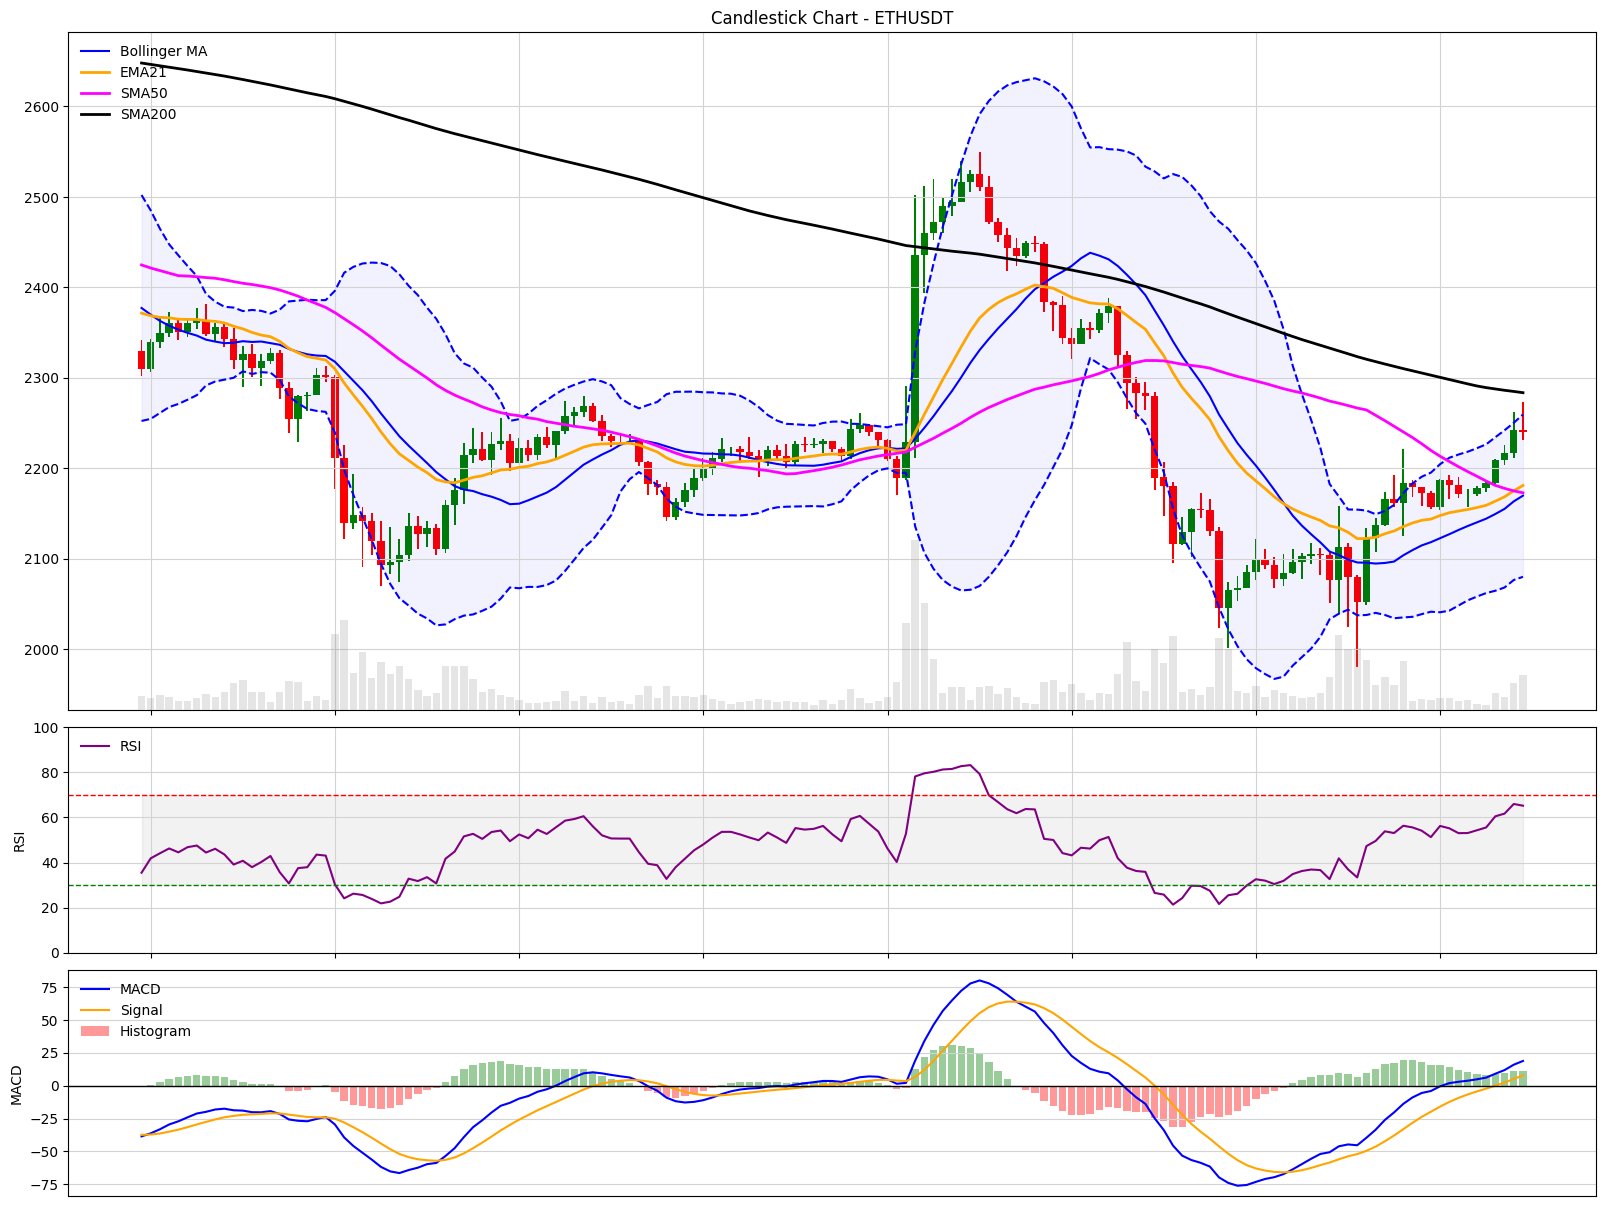 Candlestick Chart - ETHUSDT
Bollinger MA
EMA21
SMA50
SMA200
2600
2500
2400
2300
2200
2100
2000
RSI
100
80
60
40
20
0
RSI
MACD
Signal
Histogram
75
50
25
0
−25
−50
−75
MACD